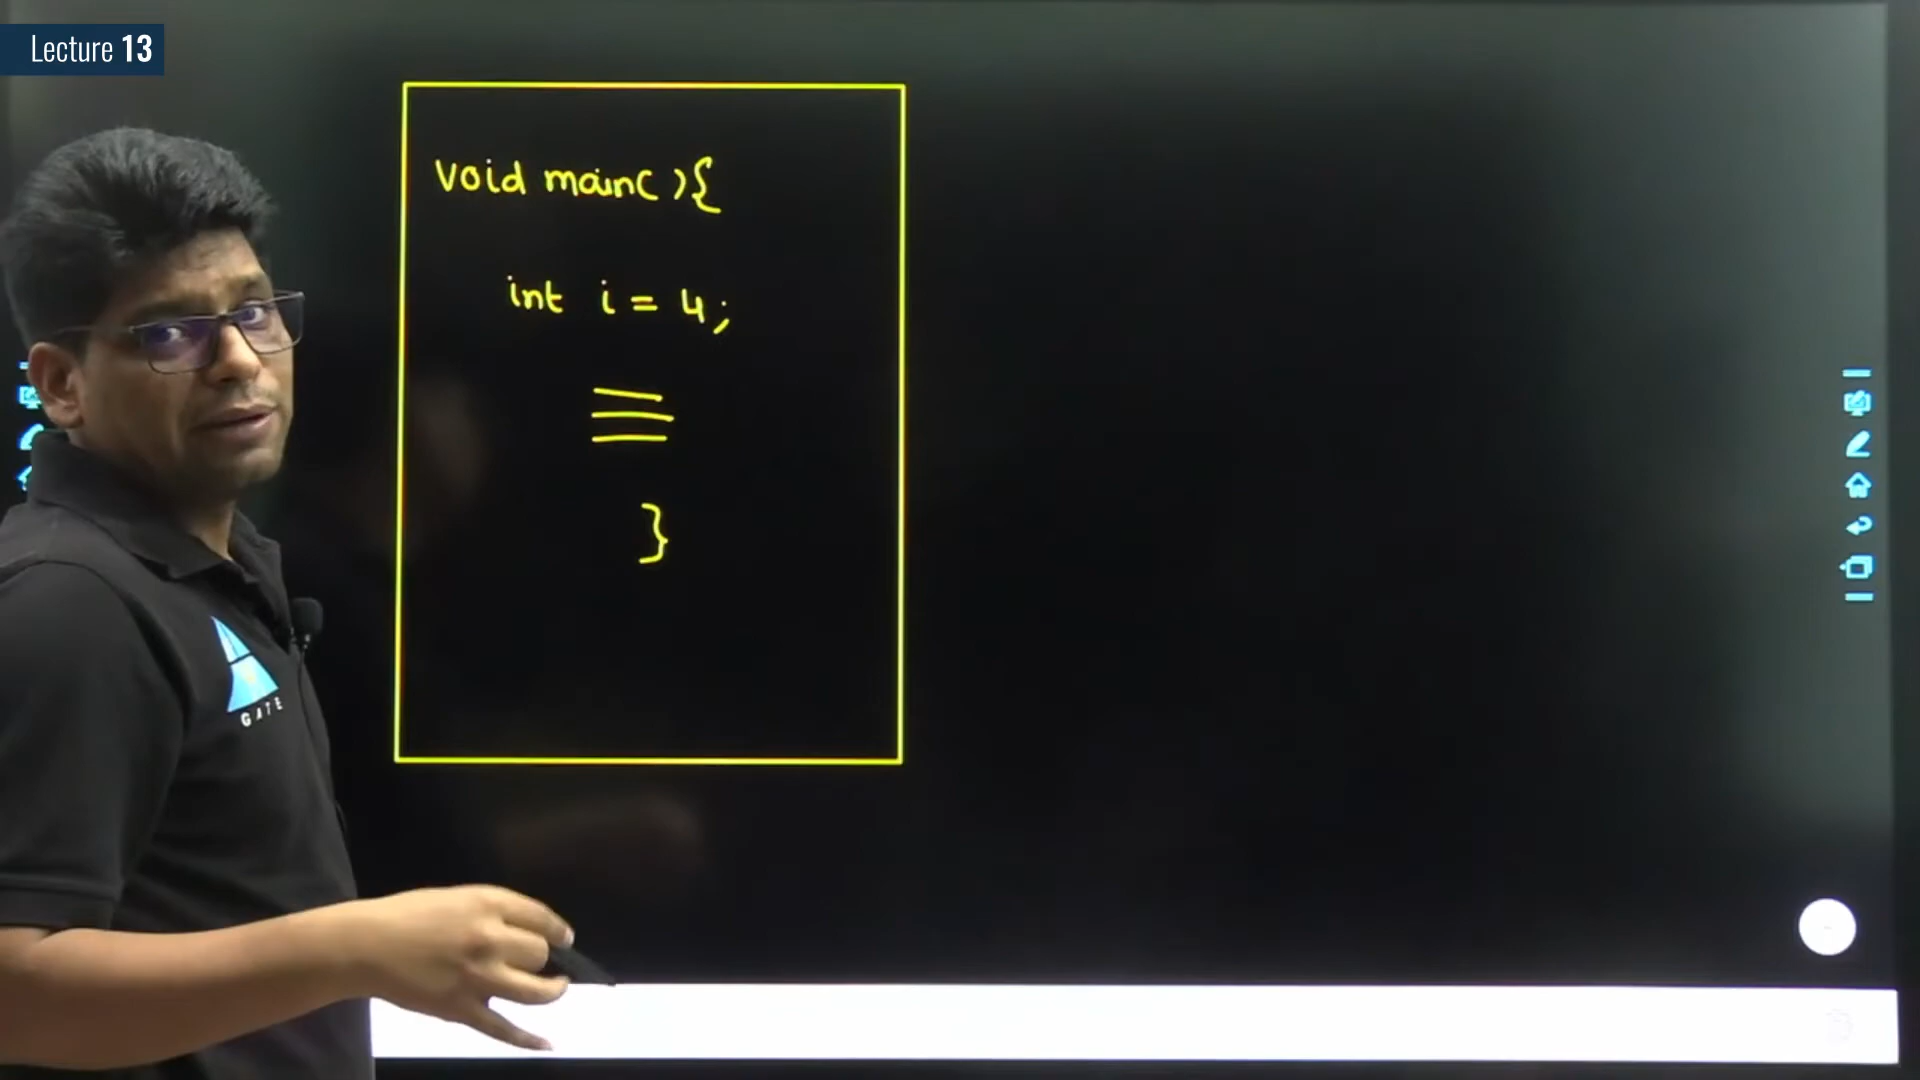 Lecture 13
void main( ){
int i = 4;
}
GATE